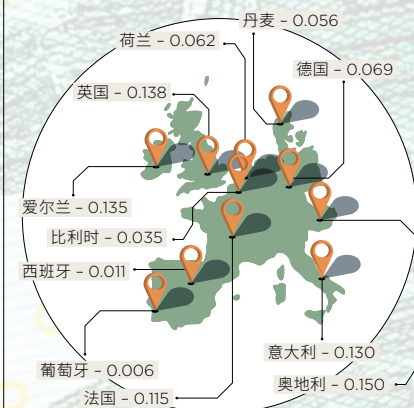 丹麦 – 0.056
荷兰 – 0.062
德国 – 0.069
英国 – 0.138
爱尔兰 – 0.135
比利时 – 0.035
西班牙 – 0.011
意大利 – 0.130
葡萄牙 – 0.006
奥地利 – 0.150
法国 – 0.115